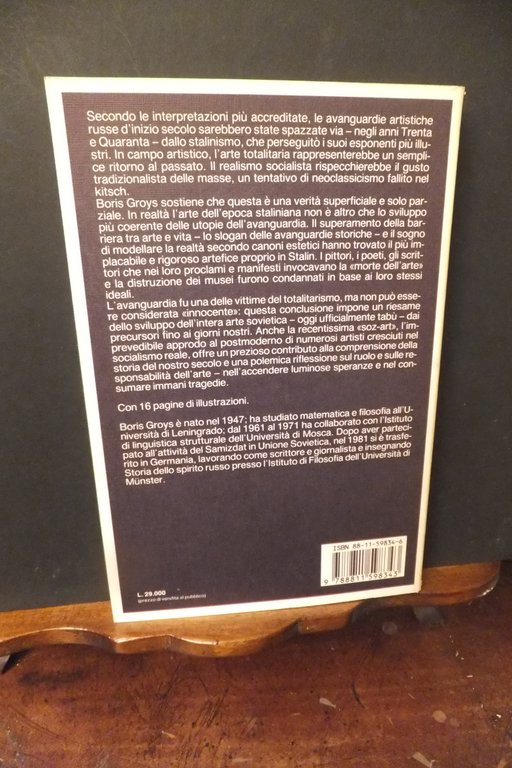 Secondo le interpretazioni più accreditate, le avanguardie artistiche
russe d'inizio secolo sarebbero state spazzate via – negli anni Trenta
e Quaranta – dallo stalinismo, che perseguitò i suoi esponenti più illu-
stri. In campo artistico, l'arte totalitaria rappresenterebbe un sempli-
ce ritorno al passato. Il realismo socialista rispecchierebbe il gusto
tradizionalista delle masse, un tentativo di neoclassicismo fallito nel
kitsch.
Boris Groys sostiene che questa è una verità superficiale e solo par-
ziale. In realtà l'arte dell'epoca staliniana non è altro che lo sviluppo
più coerente delle utopie dell'avanguardia. Il superamento della bar-
riera tra arte e vita – lo slogan delle avanguardie storiche – e il sogno
di modellare la realtà secondo canoni estetici hanno trovato il più im-
placabile e rigoroso artefice proprio in Stalin. I pittori, i poeti, gli scrit-
tori che nei loro proclami e manifesti invocavano la «morte dell'arte»
e la distruzione dei musei furono condannati in base ai loro stessi
ideali.
L'avanguardia fu una delle vittime del totalitarismo, ma non può esse-
re considerata «innocente»: questa conclusione impone un riesame
dello sviluppo dell'intera arte sovietica – oggi ufficialmente tabù – dai
precursori fino ai giorni nostri. Anche la recentissima «soz-art», l'im-
prevedibile approdo al postmoderno di numerosi artisti cresciuti nel
socialismo reale, offre un prezioso contributo alla comprensione della
storia del nostro secolo e una polemica riflessione sul ruolo e sulle re-
sponsabilità dell'arte – nell'accendere luminose speranze e nel con-
sumare immani tragedie.
Con 16 pagine di illustrazioni.
Boris Groys è nato nel 1947; ha studiato matematica e filosofia all'U-
niversità di Leningrado; dal 1961 al 1971 ha collaborato con l'Istituto
di linguistica strutturale dell'Università di Mosca. Dopo aver parteci-
pato all'attività del Samizdat in Unione Sovietica, nel 1981 si è trasfe-
rito in Germania, lavorando come scrittore e giornalista e insegnando
Storia dello spirito russo presso l'Istituto di Filosofia dell'Università di
Münster.
ISBN 88-11-59834-6
9 788811 598343
L. 29.000
(prezzo di vendita al pubblico)